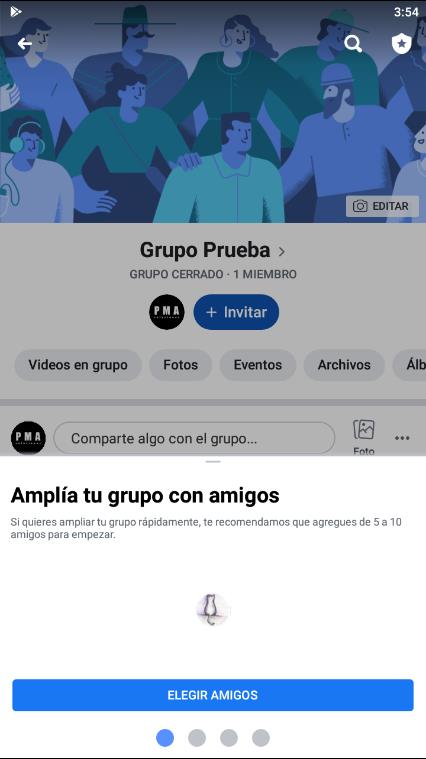 3:54
EDITAR
Grupo Prueba
GRUPO CERRADO · 1 MIEMBRO
PMA
+ Invitar
Videos en grupo
Fotos
Eventos
Archivos
Álb
PMA
Comparte algo con el grupo...
Foto
Amplía tu grupo con amigos
Si quieres ampliar tu grupo rápidamente, te recomendamos que agregues de 5 a 10
amigos para empezar.
ELEGIR AMIGOS